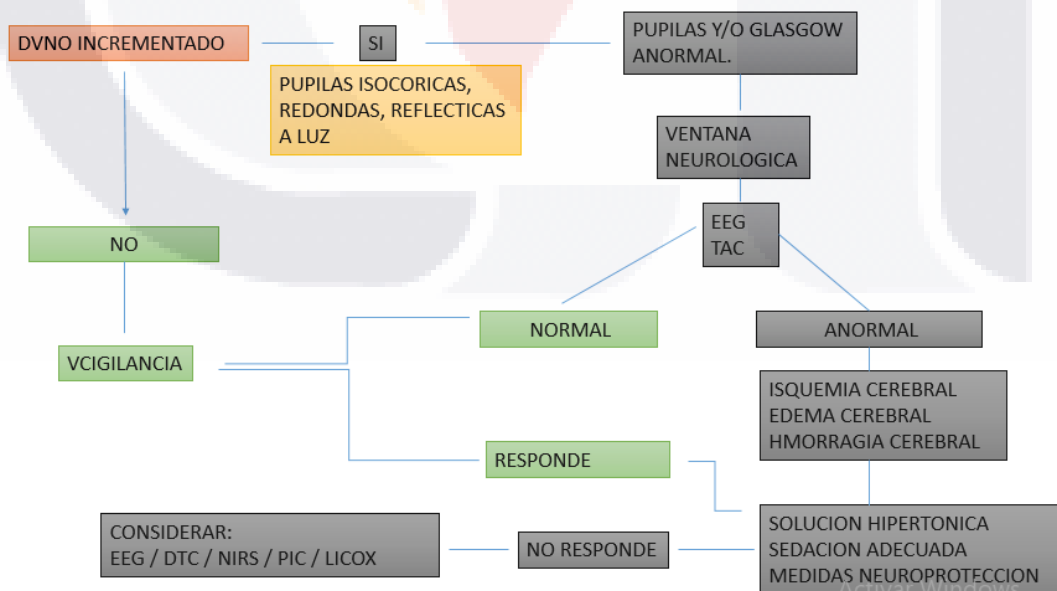 DVNO INCREMENTADO
SI
PUPILAS Y/O GLASGOW
ANORMAL.
PUPILAS ISOCORICAS,
REDONDAS, REFLECTICAS
A LUZ
VENTANA
NEUROLOGICA
EEG
TAC
NO
NORMAL
ANORMAL
VCIGILANCIA
ISQUEMIA CEREBRAL
EDEMA CEREBRAL
HMORRAGIA CEREBRAL
RESPONDE
SOLUCION HIPERTONICA
SEDACION ADECUADA
MEDIDAS NEUROPROTECCION
NO RESPONDE
CONSIDERAR:
EEG / DTC / NIRS / PIC / LICOX
Activar Windows